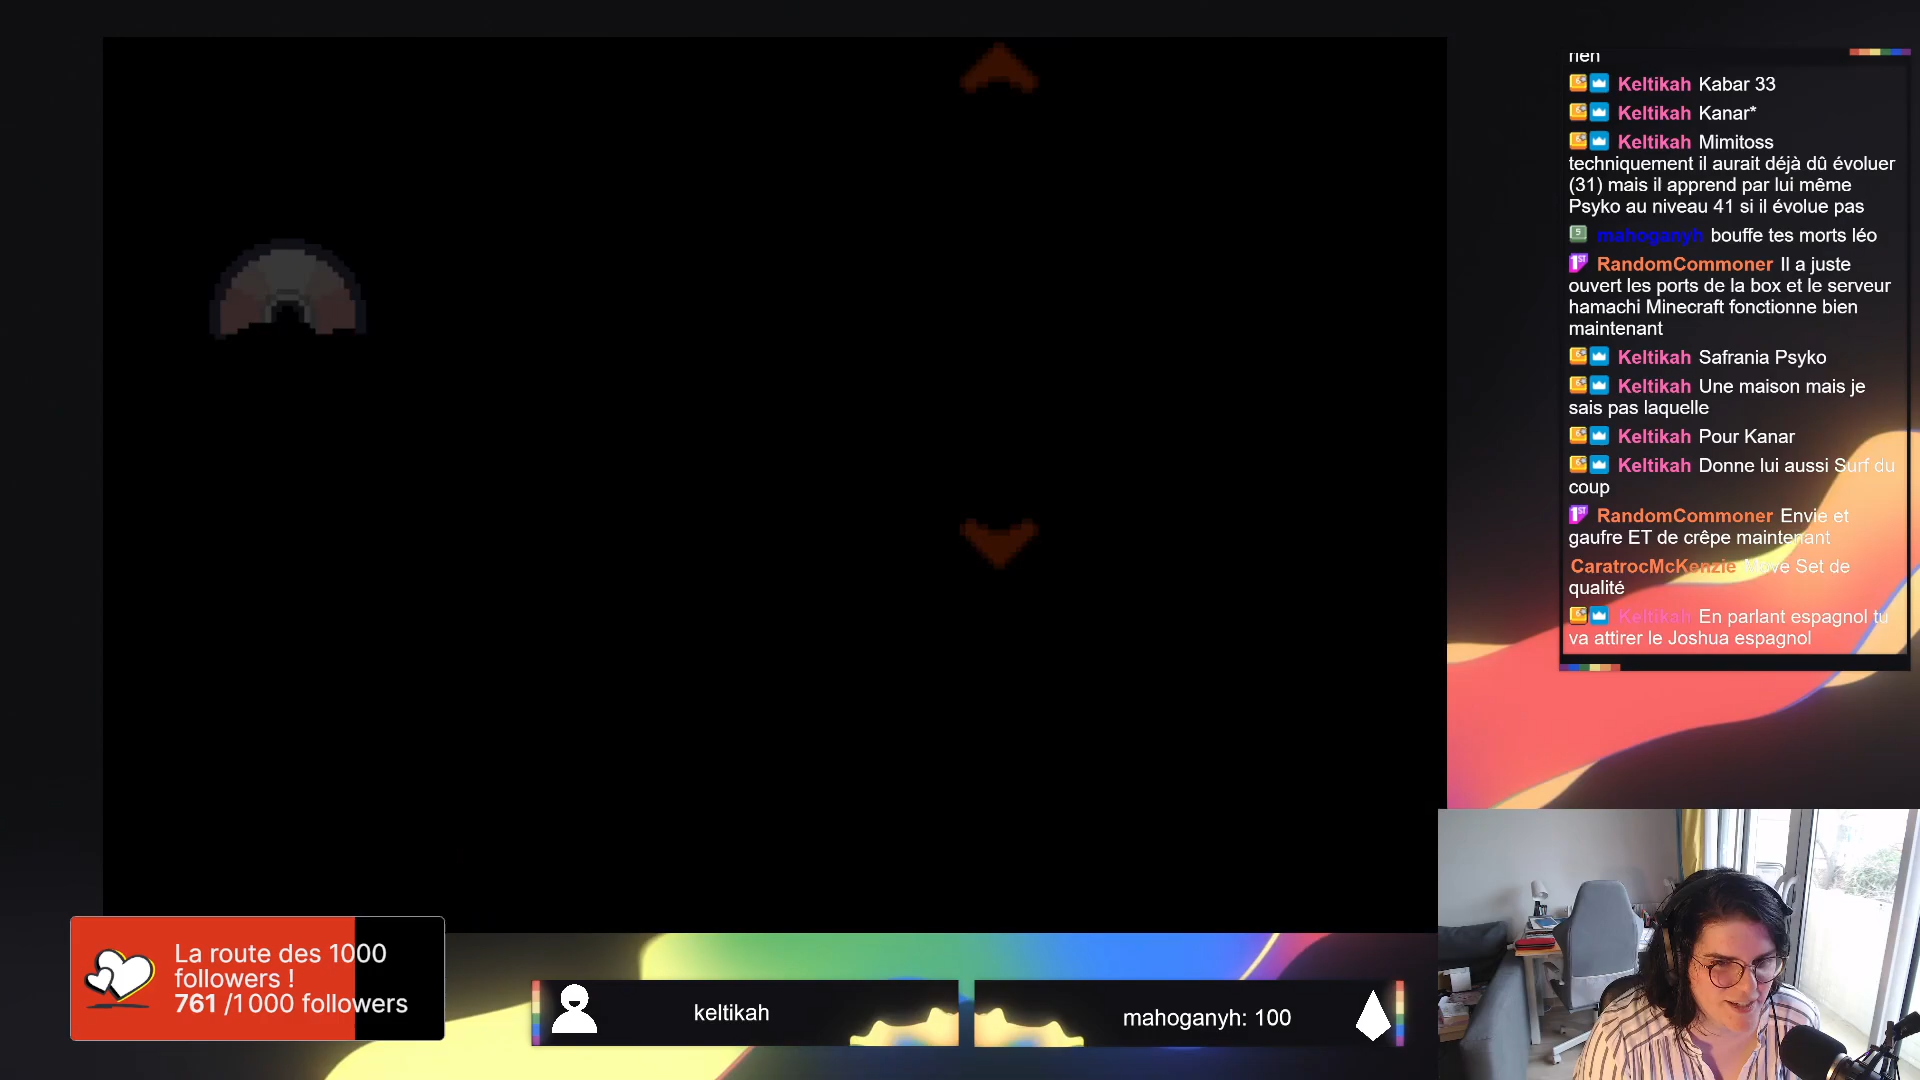 Keltikah Kabar 33
Keltikah Kanar*
Keltikah Mimitoss
techniquement il aurait déjà dû évoluer
(31) mais il apprend par lui même
Psyko au niveau 41 si il évolue pas
mahoganyh bouffe tes morts léo
RandomCommoner Il a juste
ouvert les ports de la box et le serveur
hamachi Minecraft fonctionne bien
maintenant
Keltikah Safrania Psyko
Keltikah Une maison mais je
sais pas laquelle
Keltikah Pour Kanar
Keltikah Donne lui aussi Surf du
coup
RandomCommoner Envie et
gaufre ET de crêpe maintenant
CaratrocMcKenzie Move Set de
qualité
Keltikah En parlant espagnol tu
va attirer le Joshua espagnol
La route des 1000
followers !
761 /1000 followers
keltikah
mahoganyh: 100